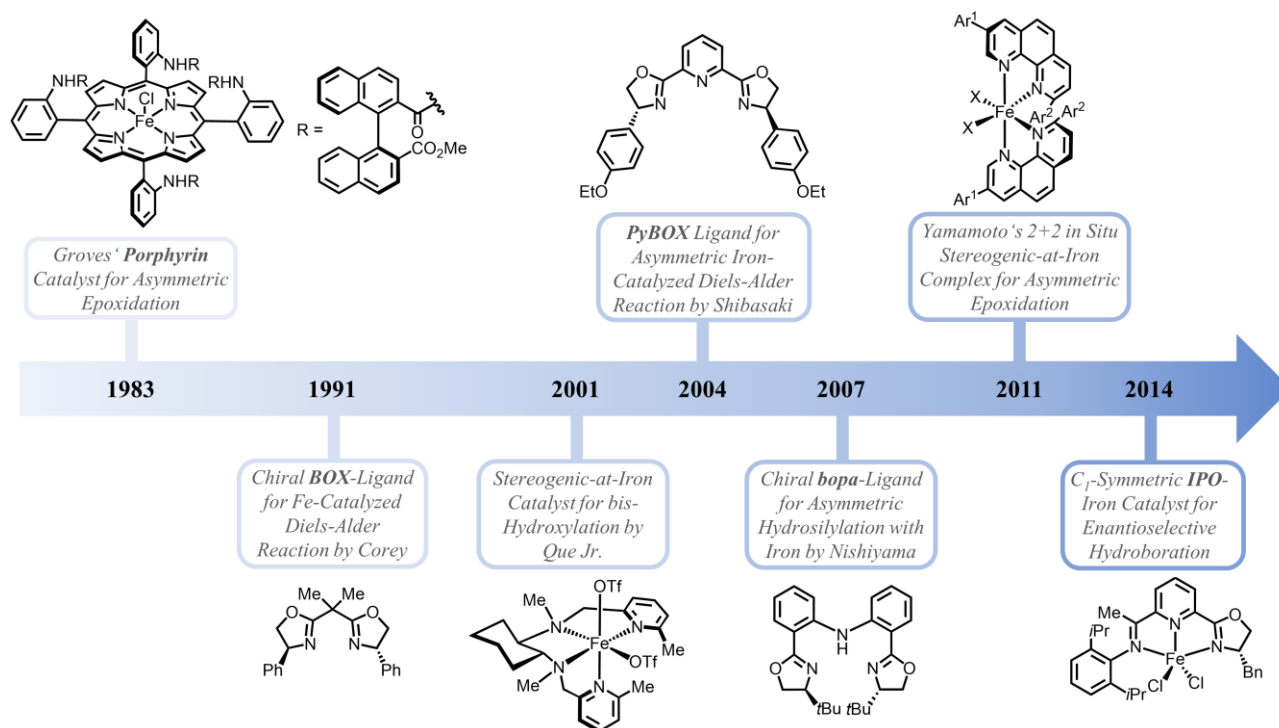 NHR
NHR
RHN
Cl
N
N
N
N
Fe
NHR
R =
O
CO₂Me
O
N
O
N
N
OEt
EtO
Ar¹
N
N
X
Fe
X
Ar²
Ar²
N
N
Ar¹
Groves‘ Porphyrin
Catalyst for Asymmetric
Epoxidation
PyBOX Ligand for
Asymmetric Iron-
Catalyzed Diels-Alder
Reaction by Shibasaki
Yamamoto‘s 2+2 in Situ
Stereogenic-at-Iron
Complex for Asymmetric
Epoxidation
1983
1991
2001
2004
2007
2011
2014
Chiral BOX-Ligand
for Fe-Catalyzed
Diels-Alder
Reaction by Corey
Stereogenic-at-Iron
Catalyst for bis-
Hydroxylation by
Que Jr.
Chiral bopa-Ligand
for Asymmetric
Hydrosilylation with
Iron by Nishiyama
C₁-Symmetric IPO-
Iron Catalyst for
Enantioselective
Hydroboration
Me Me
O
O
N
N
Ph
Ph
Me
OTf
N
N
Me
Fe
OTf
N
Me
N
Me
N
H
O
N
N
O
tBu
tBu
Me
iPr
N
N
N
O
Fe
Cl
Cl
iPr
Bn